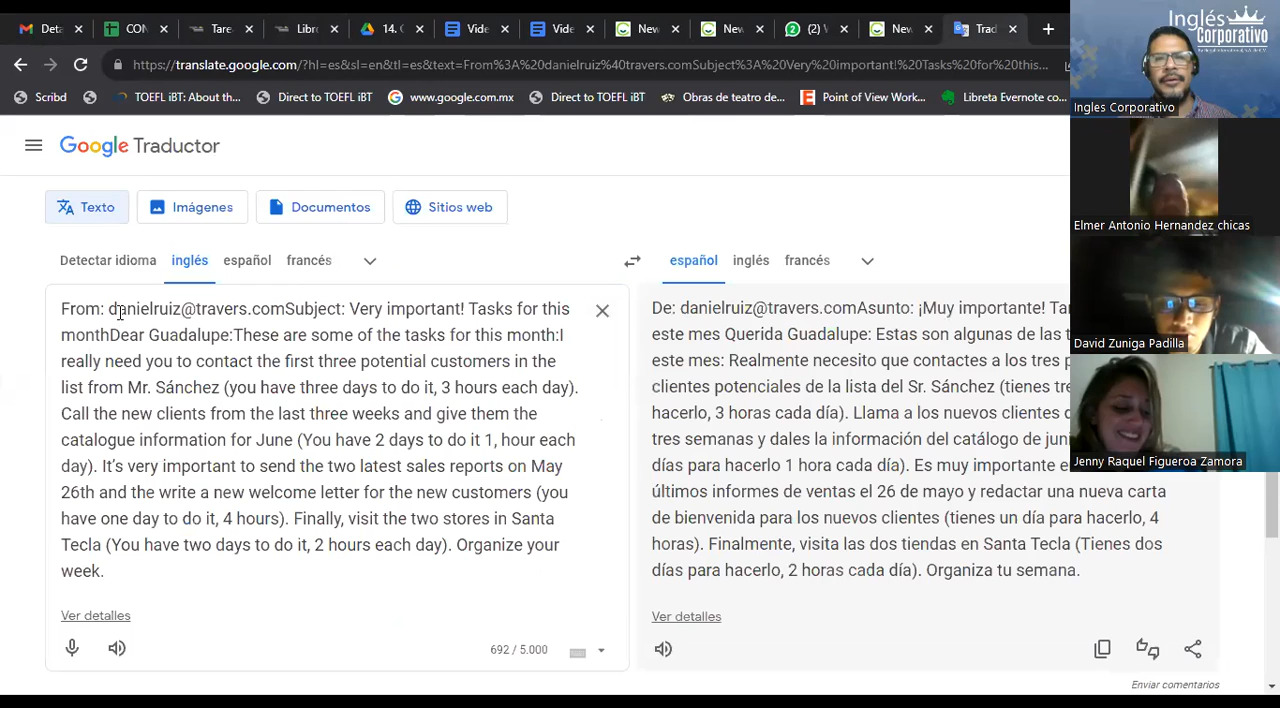 Deta
CON
Tare
Libre
14. C
Vide
Vide
New
New
(2) V
New
Trad
https://translate.google.com/?hl=es&sl=en&tl=es&text=From%3A%20danielruiz%40travers.comSubject%3A%20Very%20important!%20Tasks%20for%20this...
Scribd
TOEFL iBT: About th...
Direct to TOEFL iBT
www.google.com.mx
Direct to TOEFL iBT
Obras de teatro de...
Point of View Work...
Libreta Evernote co...
Google Traductor
Texto
Imágenes
Documentos
Sitios web
Detectar idioma
inglés
español
francés
español
inglés
francés
From: danielruiz@travers.comSubject: Very important! Tasks for this
monthDear Guadalupe:These are some of the tasks for this month:I
really need you to contact the first three potential customers in the
list from Mr. Sánchez (you have three days to do it, 3 hours each day).
Call the new clients from the last three weeks and give them the
catalogue information for June (You have 2 days to do it 1, hour each
day). It's very important to send the two latest sales reports on May
26th and the write a new welcome letter for the new customers (you
have one day to do it, 4 hours). Finally, visit the two stores in Santa
Tecla (You have two days to do it, 2 hours each day). Organize your
week.
Ver detalles
692 / 5.000
De: danielruiz@travers.comAsunto: ¡Muy importante! Ta
este mes Querida Guadalupe: Estas son algunas de las t
este mes: Realmente necesito que contactes a los tres p
clientes potenciales de la lista del Sr. Sánchez (tienes tre
hacerlo, 3 horas cada día). Llama a los nuevos clientes d
tres semanas y dales la información del catálogo de juni
días para hacerlo 1 hora cada día). Es muy importante e
últimos informes de ventas el 26 de mayo y redactar una nueva carta
de bienvenida para los nuevos clientes (tienes un día para hacerlo, 4
horas). Finalmente, visita las dos tiendas en Santa Tecla (Tienes dos
días para hacerlo, 2 horas cada día). Organiza tu semana.
Ver detalles
Enviar comentarios
Inglés
Corporativo
Ingles Corporativo
Elmer Antonio Hernandez chicas
David Zuniga Padilla
Jenny Raquel Figueroa Zamora